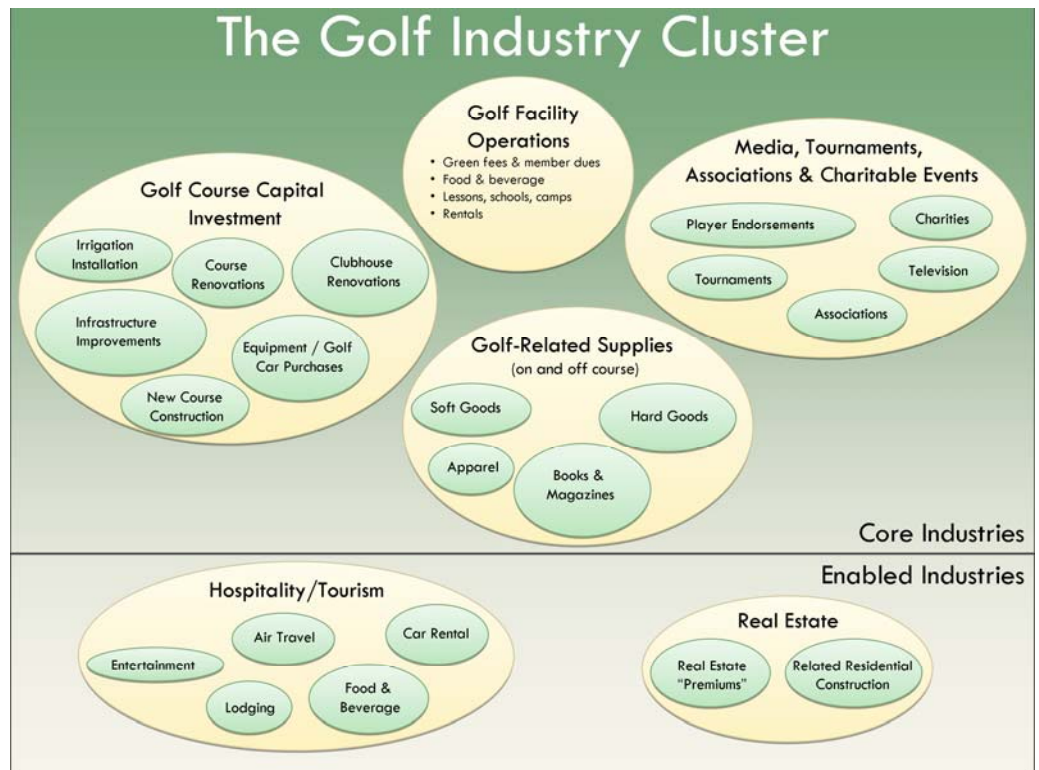 The Golf Industry Cluster
Golf Facility
Operations
• Green fees & member dues
• Food & beverage
• Lessons, schools, camps
• Rentals
Golf Course Capital
Investment
Irrigation
Installation
Course
Renovations
Clubhouse
Renovations
Infrastructure
Improvements
Equipment / Golf
Car Purchases
New Course
Construction
Media, Tournaments,
Associations & Charitable Events
Player Endorsements
Charities
Tournaments
Television
Associations
Golf-Related Supplies
(on and off course)
Soft Goods
Hard Goods
Apparel
Books &
Magazines
Core Industries
Enabled Industries
Hospitality/Tourism
Air Travel
Car Rental
Entertainment
Lodging
Food &
Beverage
Real Estate
Real Estate
"Premiums"
Related Residential
Construction